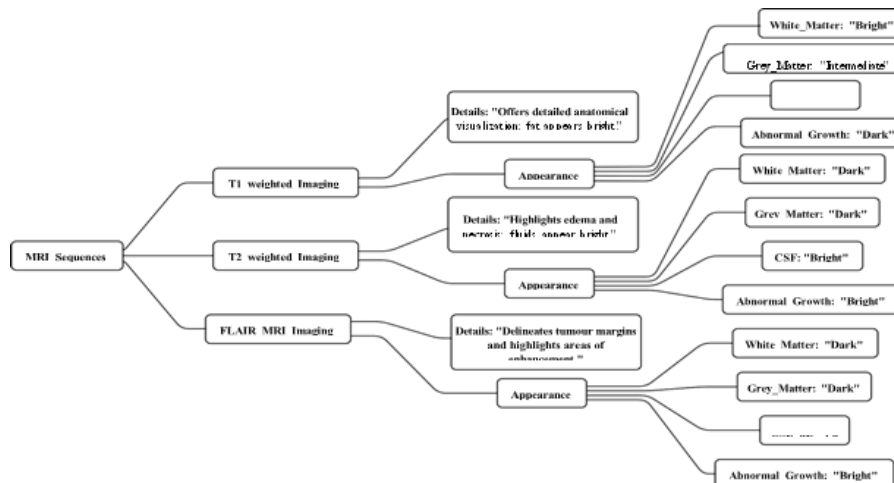 MRI Sequences
T1 weighted Imaging
Details: "Offers detailed anatomical
visualization; fat appears bright."
Appearance
White_Matter: "Bright"
Grey_Matter: "Intermediate"
Abnormal Growth: "Dark"
T2 weighted Imaging
Details: "Highlights edema and
necrosis; fluids appear bright"
Appearance
White Matter: "Dark"
Grey Matter: "Dark"
CSF: "Bright"
Abnormal Growth: "Bright"
FLAIR MRI Imaging
Details: "Delineates tumour margins
and highlights areas of
enhancement."
Appearance
White Matter: "Dark"
Grey_Matter: "Dark"
Abnormal Growth: "Bright"